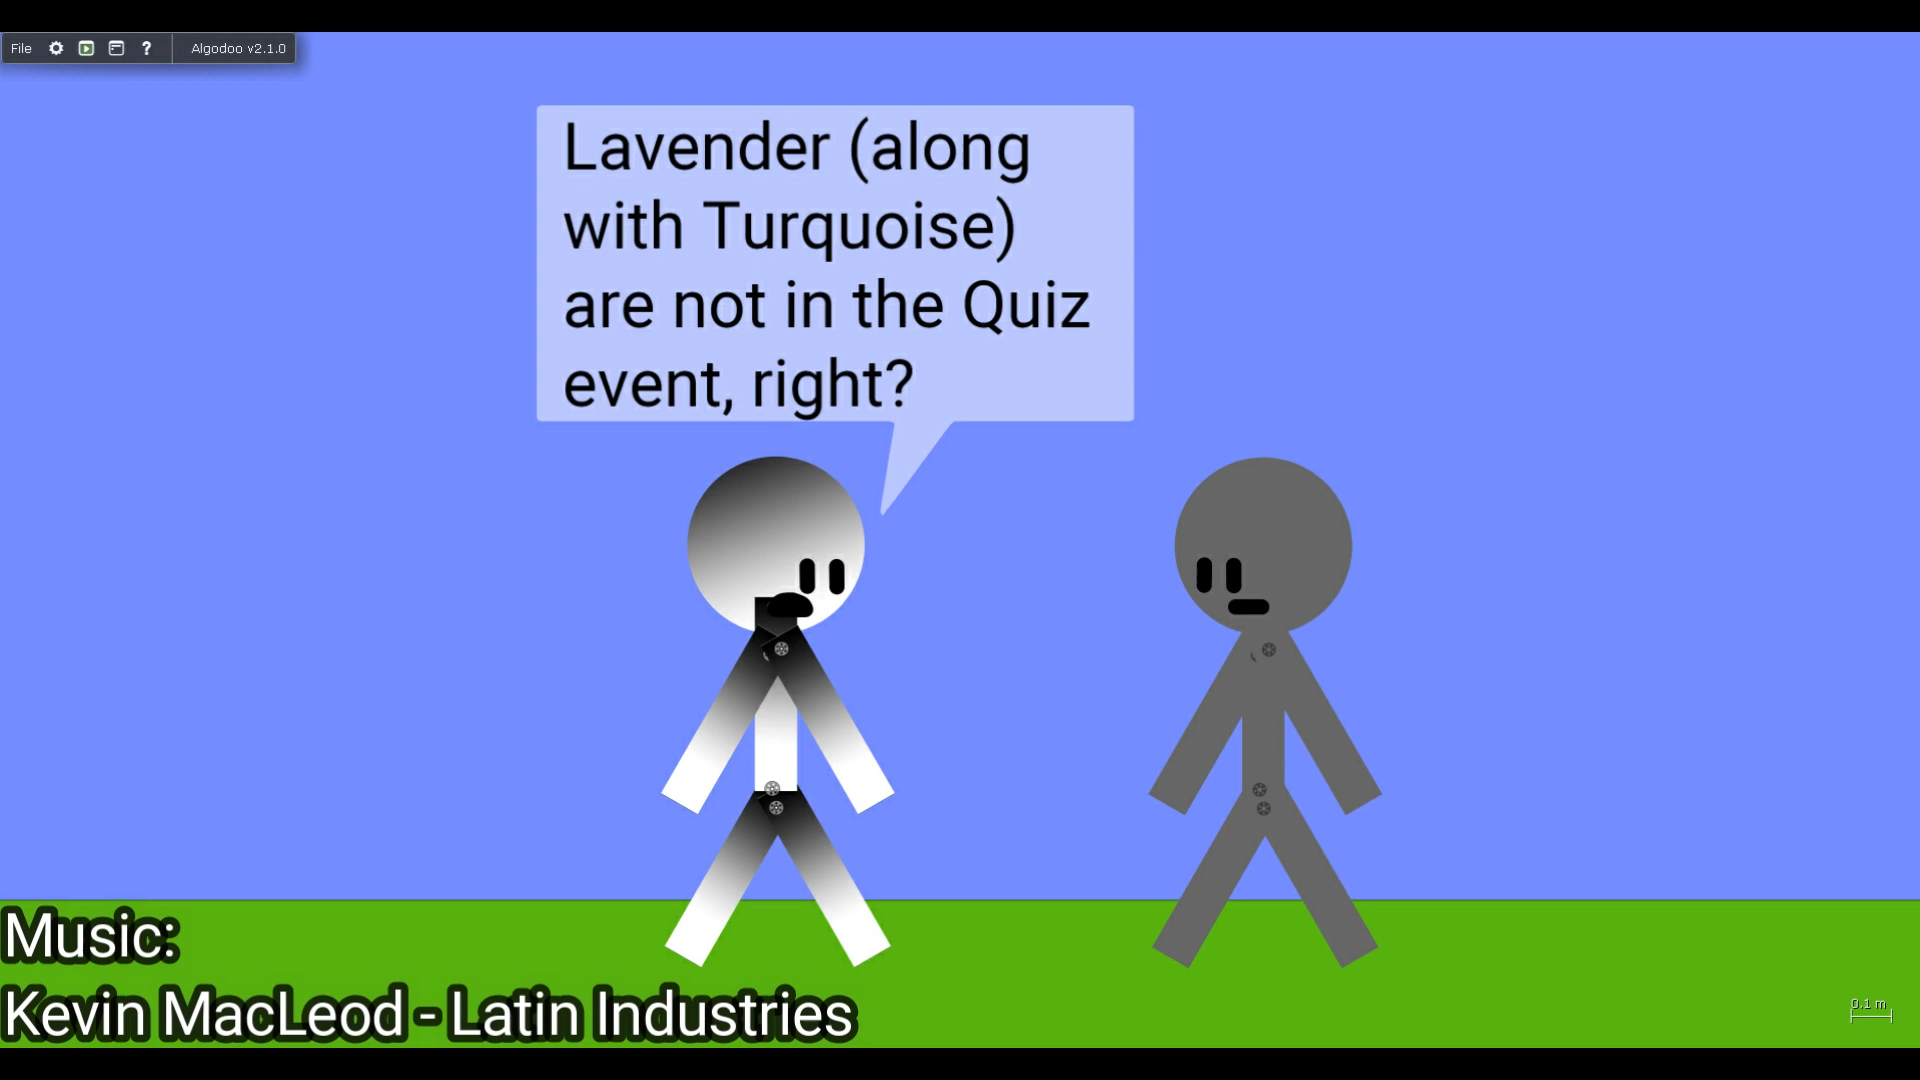 File ? Algodoo v2.1.0
Lavender (along
with Turquoise)
are not in the Quiz
event, right?
Music:
Kevin MacLeod - Latin Industries
0.1 m